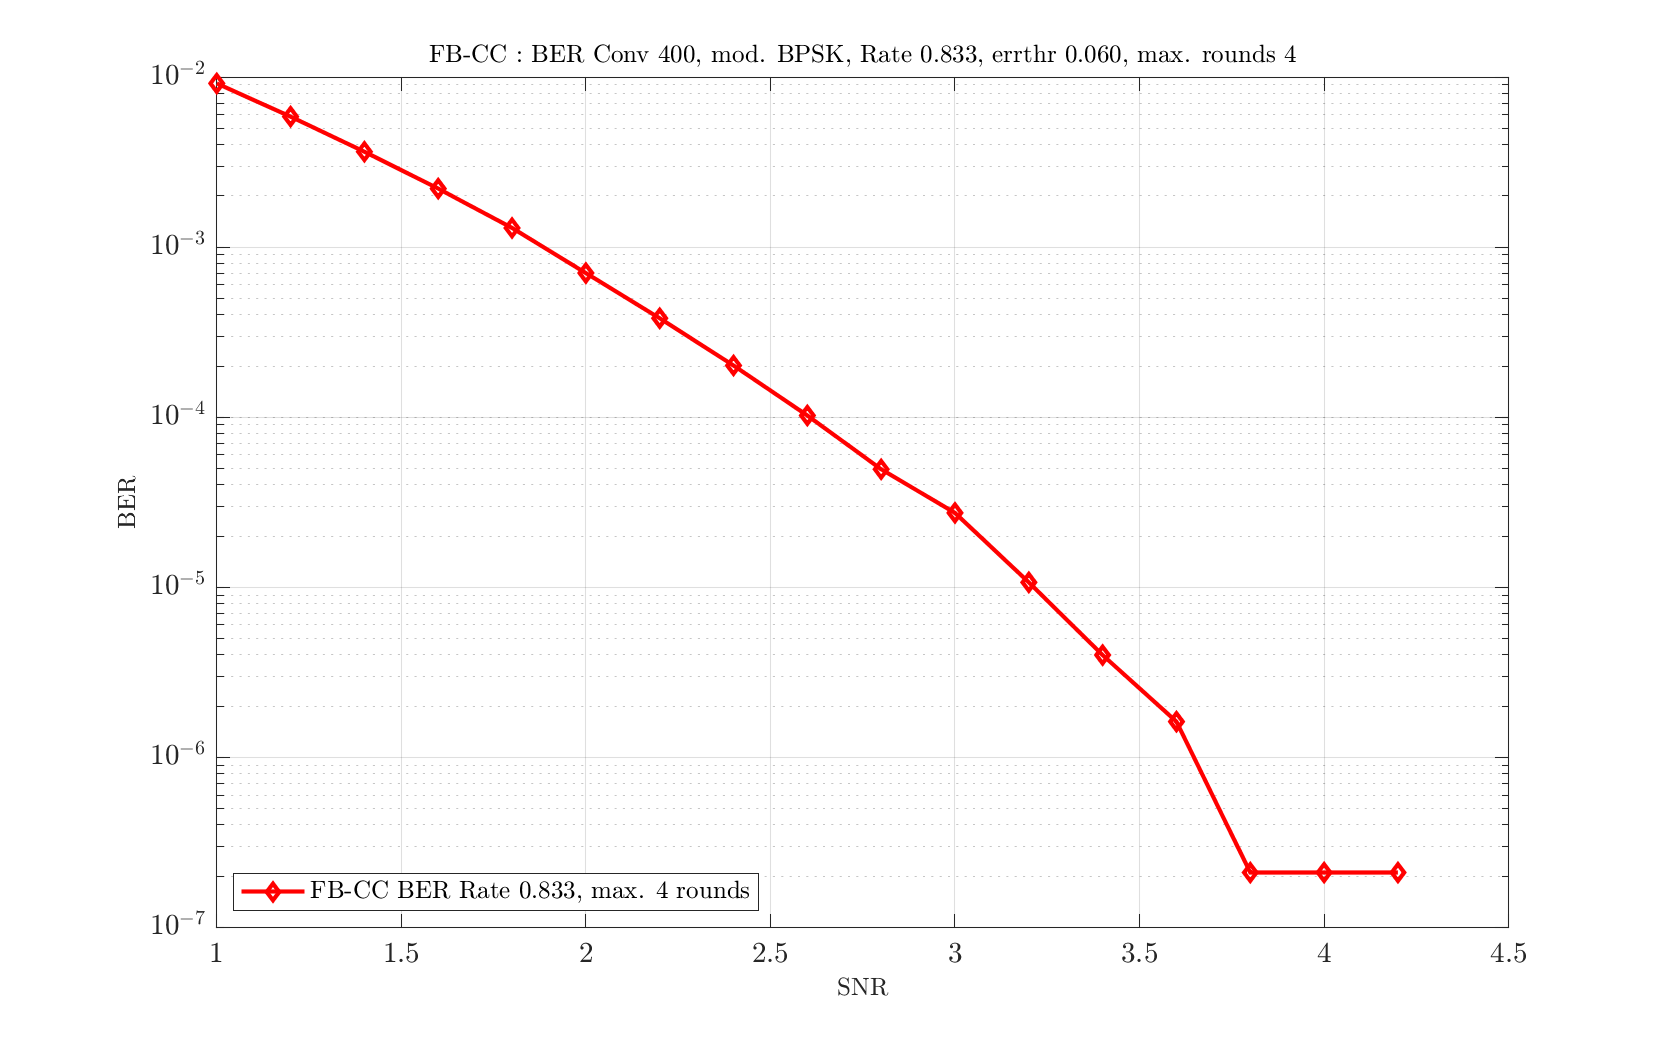 FB-CC : BER Conv 400, mod. BPSK, Rate 0.833, errthr 0.060, max. rounds 4
10⁻²
10⁻³
10⁻⁴
10⁻⁵
10⁻⁶
10⁻⁷
BER
FB-CC BER Rate 0.833, max. 4 rounds
1 1.5 2 2.5 3 3.5 4 4.5
SNR